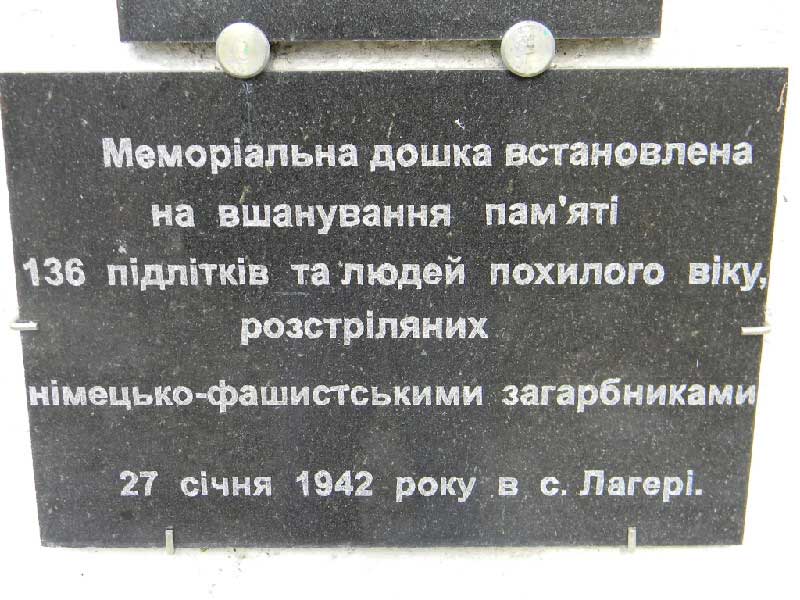 Меморіальна дошка встановлена
на вшанування пам'яті
136 підлітків та людей похилого віку,
розстріляних
німецько-фашистськими загарбниками
27 січня 1942 року в с. Лагері.